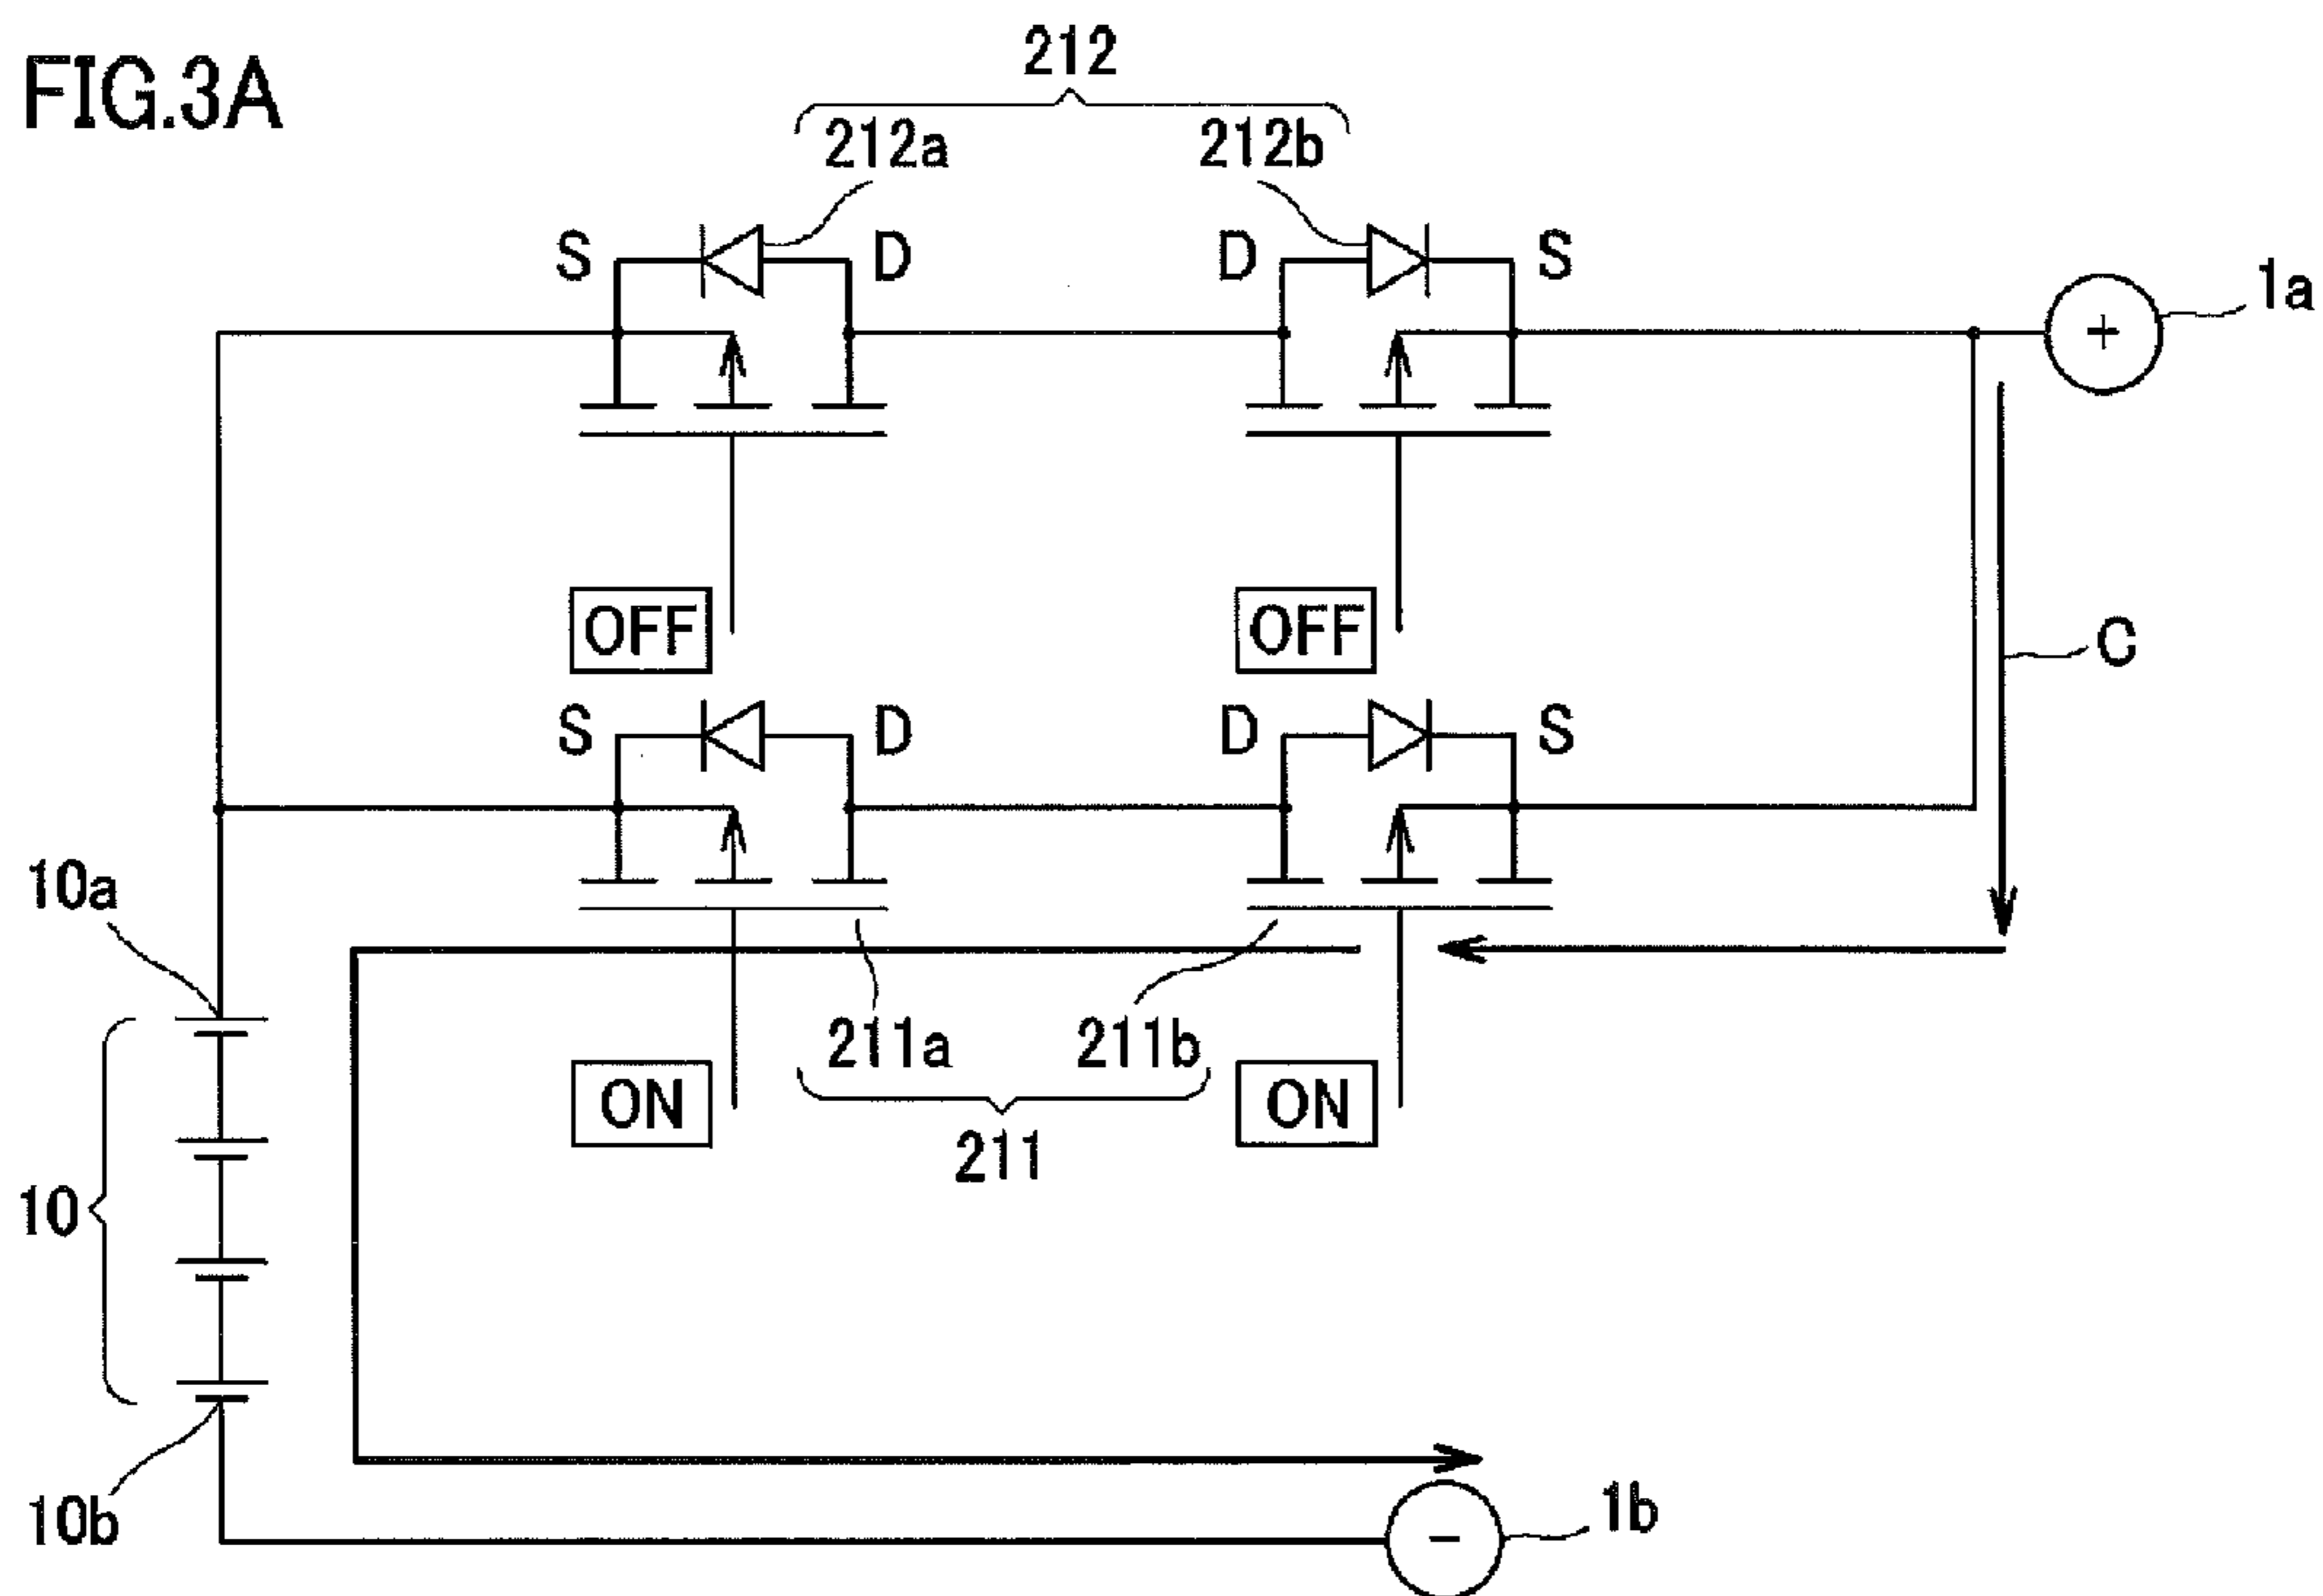 FIG.3A
212
212a 212b
S D D S
1a
+
OFF OFF
C
S D D S
10a
211a 211b
ON ON
211
10
10b
1b
-